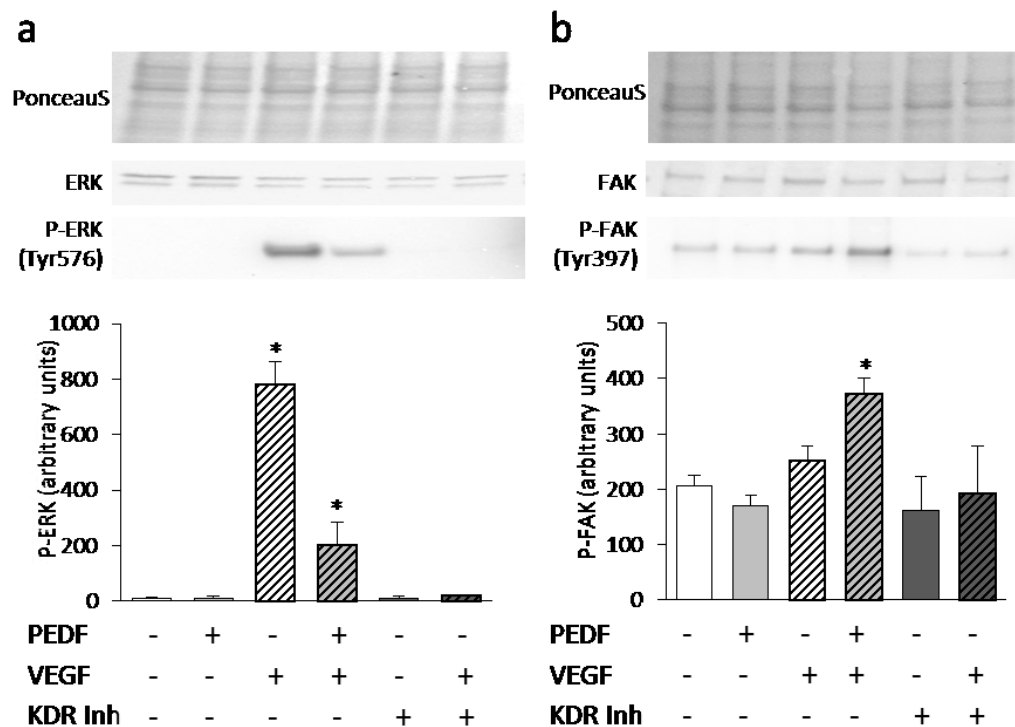 a
PonceauS
ERK
P-ERK
(Tyr576)
1000
800
600
400
200
0
P-ERK (arbitrary units)
*
*
PEDF - + - + - -
VEGF - - + + - +
KDR Inh - - - - + +
b
PonceauS
FAK
P-FAK
(Tyr397)
500
400
300
200
100
0
P-FAK (arbitrary units)
*
PEDF - + - + - -
VEGF - - + + - +
KDR Inh - - - - + +